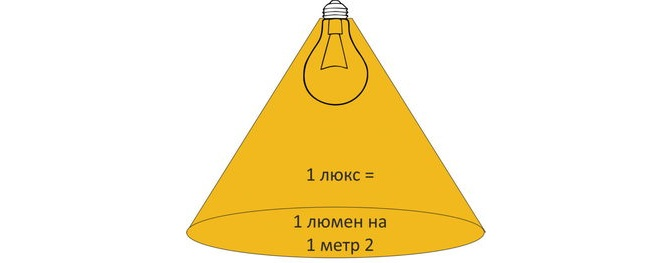 1 люкс =
1 люмен на
1 метр 2